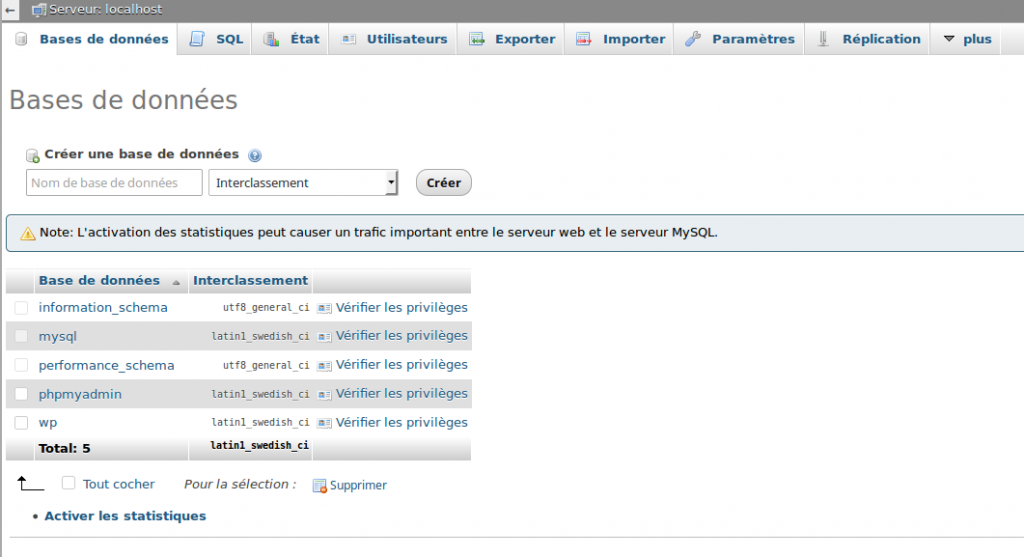 Serveur: localhost
Bases de données SQL État Utilisateurs Exporter Importer Paramètres Réplication plus
Bases de données
Créer une base de données
Nom de base de données Interclassement Créer
Note: L'activation des statistiques peut causer un trafic important entre le serveur web et le serveur MySQL.
Base de données Interclassement
information_schema utf8_general_ci Vérifier les privilèges
mysql latin1_swedish_ci Vérifier les privilèges
performance_schema utf8_general_ci Vérifier les privilèges
phpmyadmin latin1_swedish_ci Vérifier les privilèges
wp latin1_swedish_ci Vérifier les privilèges
Total: 5 latin1_swedish_ci
Tout cocher Pour la sélection : Supprimer
• Activer les statistiques